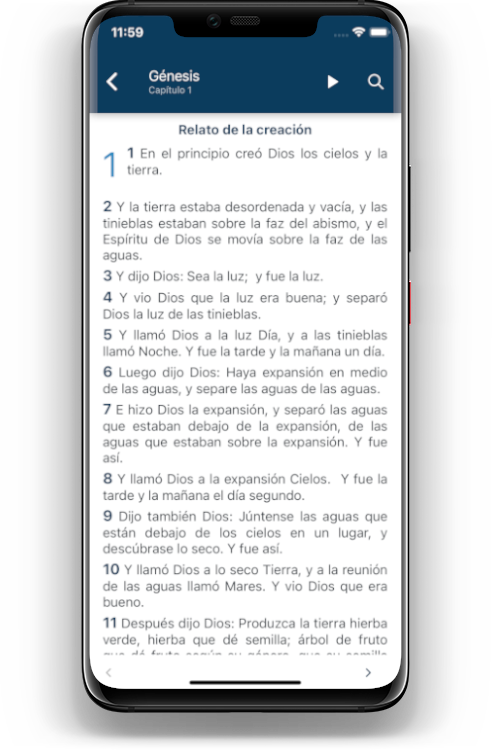 11:59
Génesis
Capítulo 1
Relato de la creación
1 1 En el principio creó Dios los cielos y la
tierra.
2 Y la tierra estaba desordenada y vacía, y las
tinieblas estaban sobre la faz del abismo, y el
Espíritu de Dios se movía sobre la faz de las
aguas.
3 Y dijo Dios: Sea la luz;  y fue la luz.
4 Y vio Dios que la luz era buena; y separó
Dios la luz de las tinieblas.
5 Y llamó Dios a la luz Día, y a las tinieblas
llamó Noche. Y fue la tarde y la mañana un día.
6 Luego dijo Dios: Haya expansión en medio
de las aguas, y separe las aguas de las aguas.
7 E hizo Dios la expansión, y separó las aguas
que estaban debajo de la expansión, de las
aguas que estaban sobre la expansión. Y fue
así.
8 Y llamó Dios a la expansión Cielos.  Y fue la
tarde y la mañana el día segundo.
9 Dijo también Dios: Júntense las aguas que
están debajo de los cielos en un lugar, y
descúbrase lo seco. Y fue así.
10 Y llamó Dios a lo seco Tierra, y a la reunión
de las aguas llamó Mares. Y vio Dios que era
bueno.
11 Después dijo Dios: Produzca la tierra hierba
verde, hierba que dé semilla; árbol de fruto
que dé fruto según su género, que su semilla